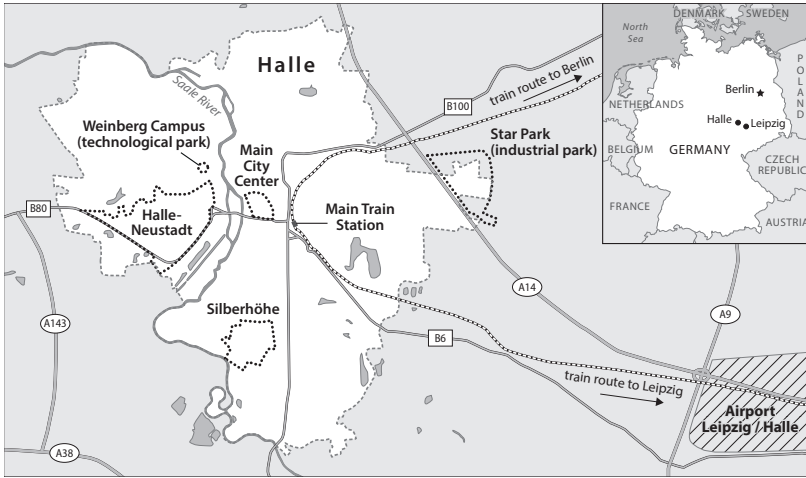 Halle
Saale River
Weinberg Campus
(technological park)
Main
City
Center
B100
train route to Berlin
Star Park
(industrial park)
B80
Halle-
Neustadt
Main Train
Station
Silberhöhe
A143
A14
A9
B6
train route to Leipzig
Airport
Leipzig / Halle
A38
North
Sea
DENMARK
SWEDEN
POLAND
NETHERLANDS
Berlin
Halle
Leipzig
BELGIUM
GERMANY
CZECH
REPUBLIC
FRANCE
AUSTRIA